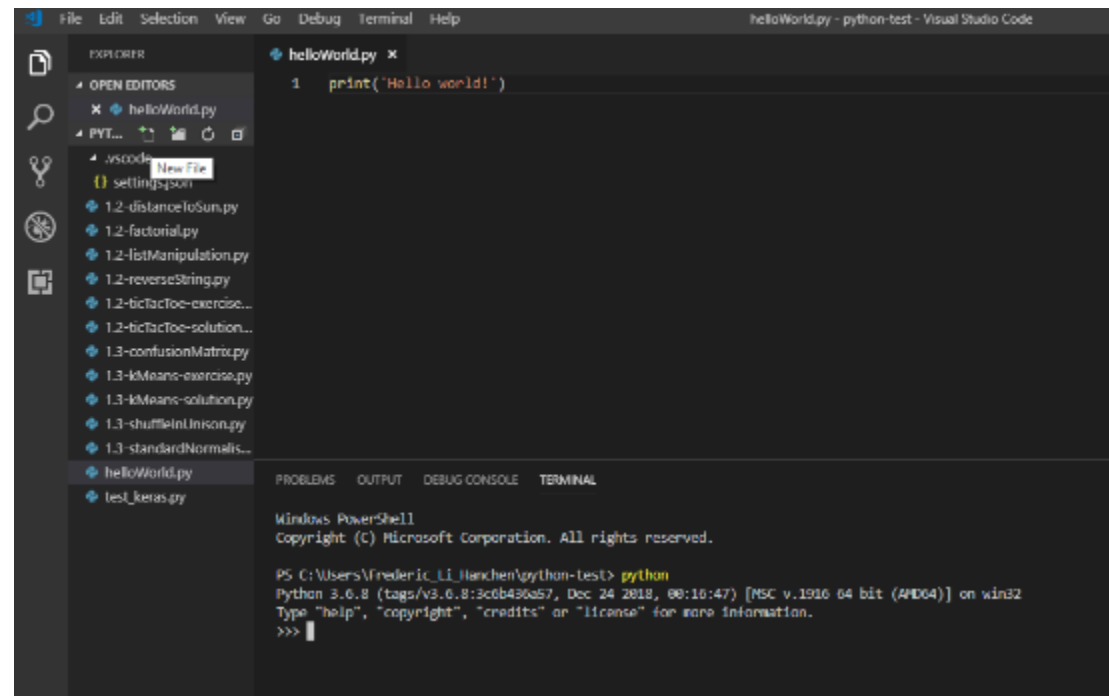 File Edit Selection View Go Debug Terminal Help helloWorld.py - python-test - Visual Studio Code
EXPLORER
OPEN EDITORS
helloWorld.py
PYT...
.vscode
New File
settings.json
1.2-distanceToSun.py
1.2-factorial.py
1.2-listManipulation.py
1.2-reverseString.py
1.2-ticTacToe-exercise...
1.2-ticTacToe-solution...
1.3-confusionMatrix.py
1.3-kMeans-exercise.py
1.3-kMeans-solution.py
1.3-shuffleInUnison.py
1.3-standardNormalis...
helloWorld.py
test_keras.py
helloWorld.py ×
1 print('Hello world!')
PROBLEMS OUTPUT DEBUG CONSOLE TERMINAL
Windows PowerShell
Copyright (C) Microsoft Corporation. All rights reserved.
PS C:\Users\Frederic_Li_Hanchen\python-test> python
Python 3.6.8 (tags/v3.6.8:3c6b436a57, Dec 24 2018, 00:16:47) [MSC v.1916 64 bit (AMD64)] on win32
Type "help", "copyright", "credits" or "license" for more information.
>>>